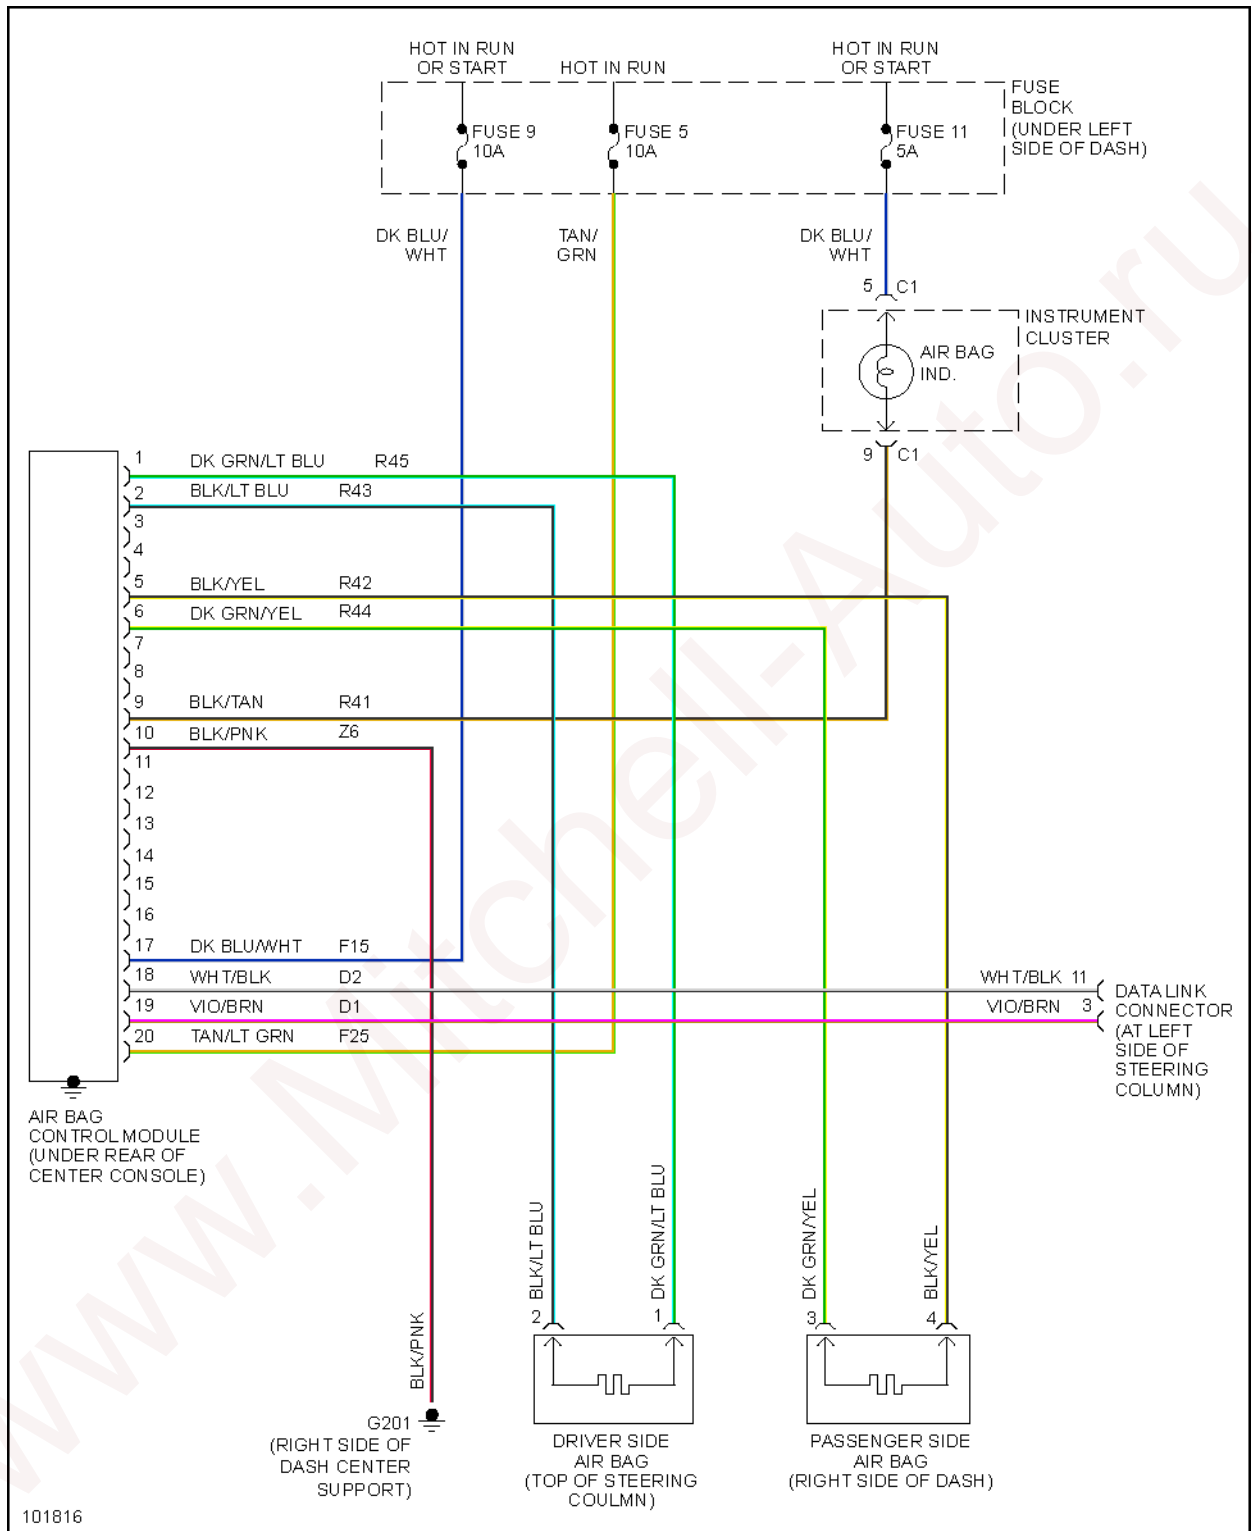 HOT IN RUN
OR START
HOT IN RUN
HOT IN RUN
OR START
FUSE
BLOCK
(UNDER LEFT
SIDE OF DASH)
FUSE 9
10A
FUSE 5
10A
FUSE 11
5A
DK BLU/
WHT
TAN/
GRN
DK BLU/
WHT
5 C1
INSTRUMENT
CLUSTER
AIR BAG
IND.
9 C1
1 DK GRN/LT BLU R45
2 BLK/LT BLU R43
3
4
5 BLK/YEL R42
6 DK GRN/YEL R44
7
8
9 BLK/TAN R41
10 BLK/PNK Z6
11
12
13
14
15
16
17 DK BLU/WHT F15
18 WHT/BLK D2
19 VIO/BRN D1
20 TAN/LT GRN F25
WHT/BLK 11
VIO/BRN 3
DATA LINK
CONNECTOR
(AT LEFT
SIDE OF
STEERING
COLUMN)
AIR BAG
CONTROL MODULE
(UNDER REAR OF
CENTER CONSOLE)
BLK/PNK
BLK/LT BLU
DK GRN/LT BLU
DK GRN/YEL
BLK/YEL
2
1
3
4
G201
(RIGHT SIDE OF
DASH CENTER
SUPPORT)
DRIVER SIDE
AIR BAG
(TOP OF STEERING
COULMN)
PASSENGER SIDE
AIR BAG
(RIGHT SIDE OF DASH)
101816
www.Mitchell-Auto.ru